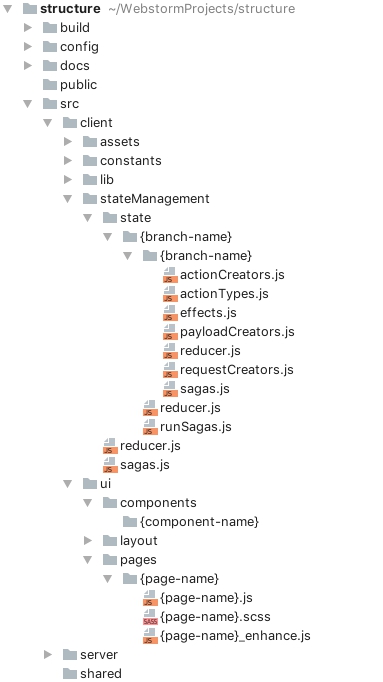 structure ~/WebstormProjects/structure
build
config
docs
public
src
client
assets
constants
lib
stateManagement
state
{branch-name}
{branch-name}
actionCreators.js
actionTypes.js
effects.js
payloadCreators.js
reducer.js
requestCreators.js
sagas.js
reducer.js
runSagas.js
reducer.js
sagas.js
ui
components
{component-name}
layout
pages
{page-name}
{page-name}.js
{page-name}.scss
{page-name}_enhance.js
server
shared